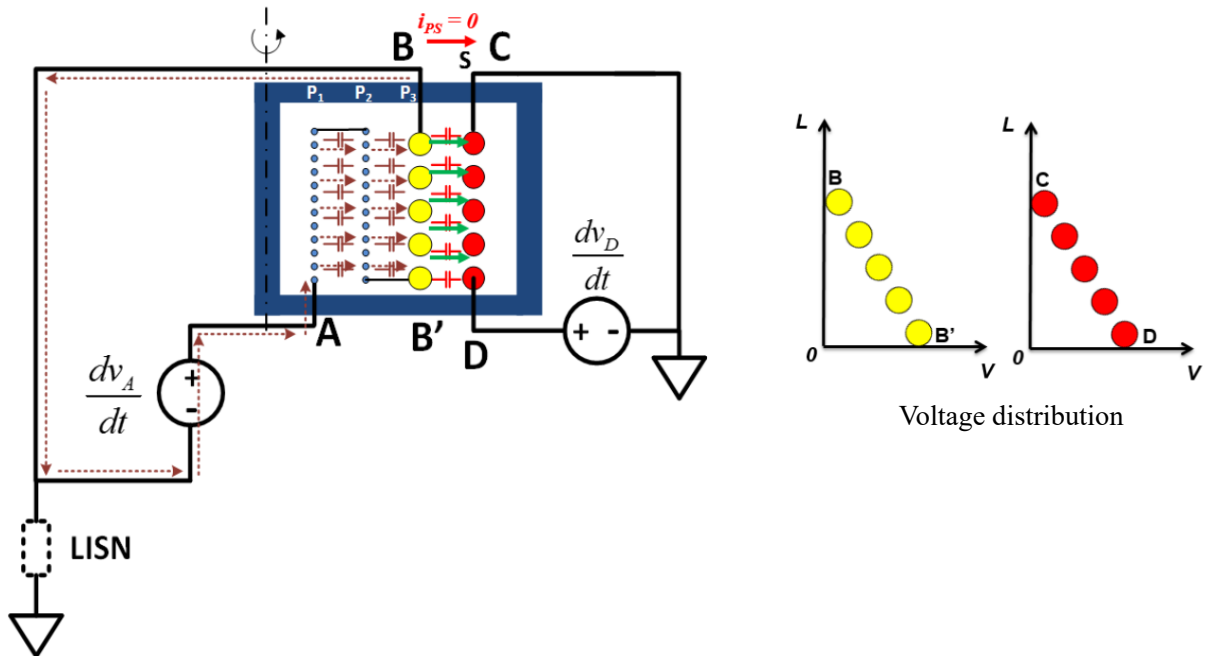 i_PS = 0
B
S
C
P₁
P₂
P₃
A
B'
D
+
-
dv_D
dt
+
-
dv_A
dt
LISN
L
B
B'
0
V
L
C
D
0
V
Voltage distribution